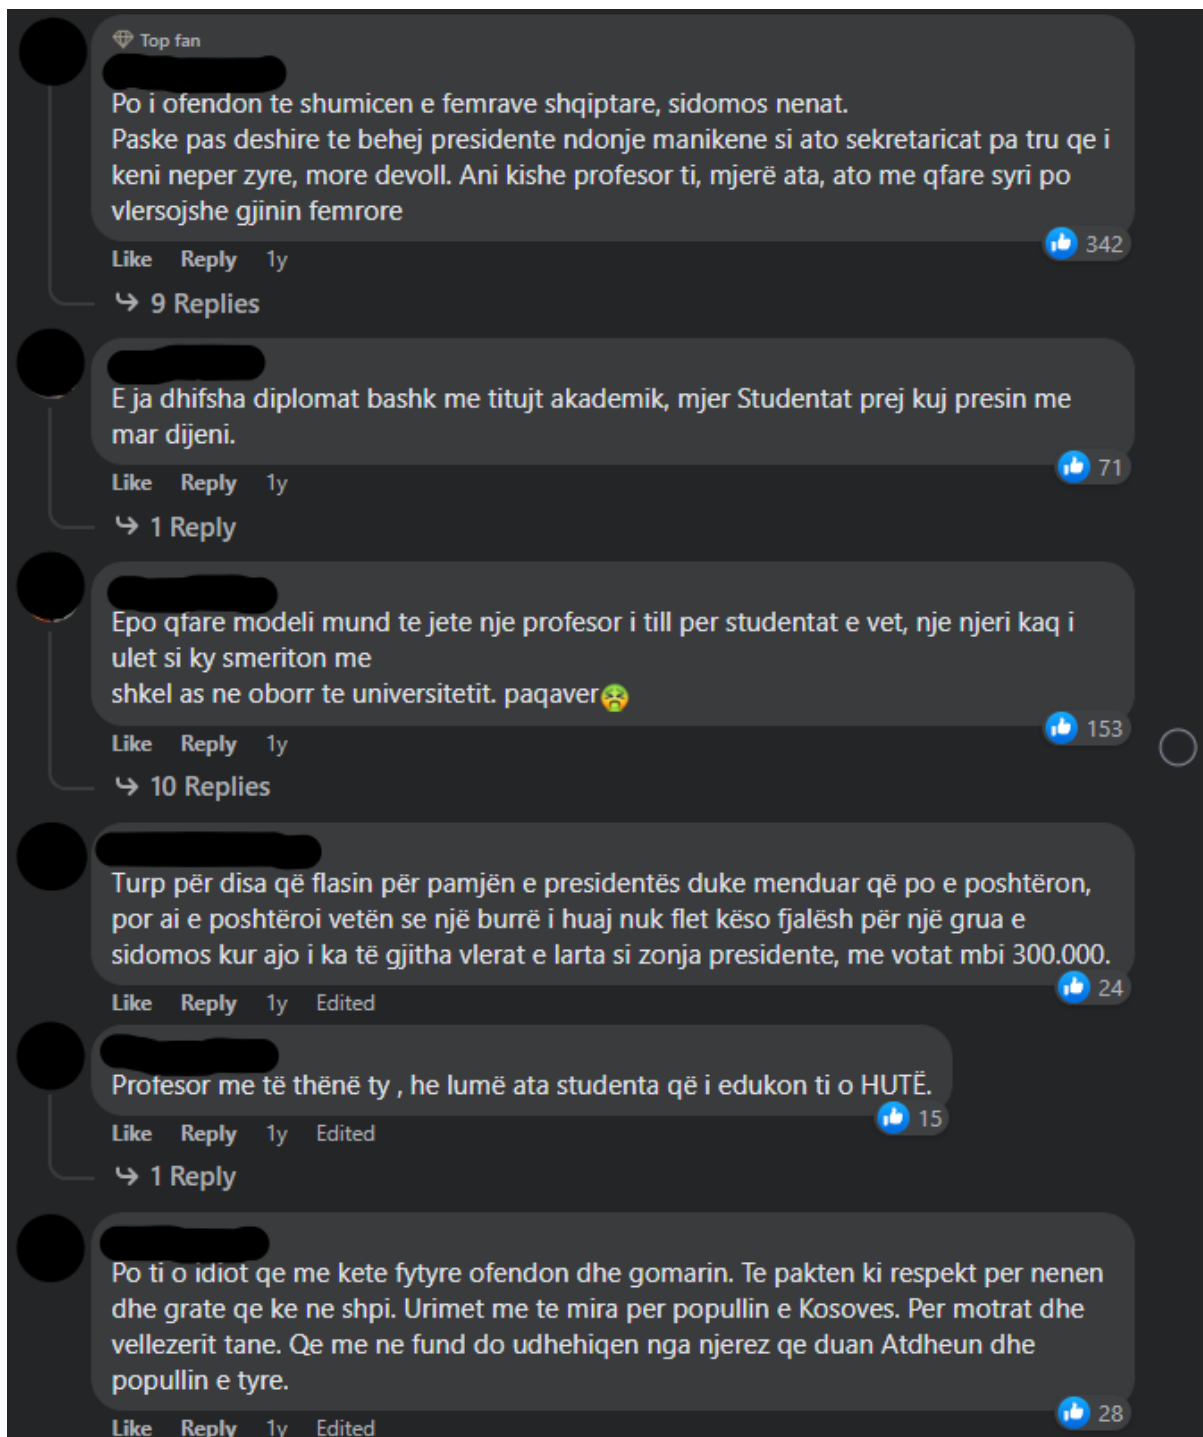 Top fan
Po i ofendon te shumicen e femrave shqiptare, sidomos nenat.
Paske pas deshire te behej presidente ndonje manikene si ato sekretaricat pa tru qe i
keni neper zyre, more devoll. Ani kishe profesor ti, mjerë ata, ato me qfare syri po
vlersojshe gjinin femrore
342
Like Reply 1y
9 Replies
E ja dhifsha diplomat bashk me titujt akademik, mjer Studentat prej kuj presin me
mar dijeni.
71
Like Reply 1y
1 Reply
Epo qfare modeli mund te jete nje profesor i till per studentat e vet, nje njeri kaq i
ulet si ky smeriton me
shkel as ne oborr te universitetit. paqaver🤮
153
Like Reply 1y
10 Replies
Turp për disa që flasin për pamjën e presidentës duke menduar që po e poshtëron,
por ai e poshtëroi vetën se një burrë i huaj nuk flet këso fjalësh për një grua e
sidomos kur ajo i ka të gjitha vlerat e larta si zonja presidente, me votat mbi 300.000.
24
Like Reply 1y Edited
Profesor me të thënë ty , he lumë ata studenta që i edukon ti o HUTË.
15
Like Reply 1y Edited
1 Reply
Po ti o idiot qe me kete fytyre ofendon dhe gomarin. Te pakten ki respekt per nenen
dhe grate qe ke ne shpi. Urimet me te mira per popullin e Kosoves. Per motrat dhe
vellezerit tane. Qe me ne fund do udhehiqen nga njerez qe duan Atdheun dhe
popullin e tyre.
28
Like Reply 1y Edited